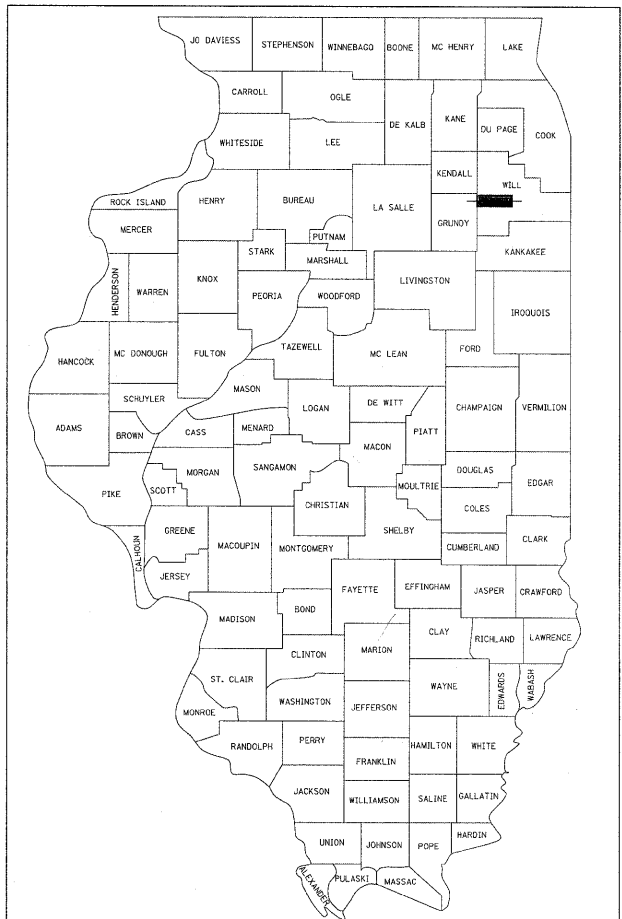 JO DAVIESS
STEPHENSON
WINNEBAGO
BOONE
MC HENRY
LAKE
CARROLL
OGLE
DE KALB
KANE
DU PAGE
COOK
WHITESIDE
LEE
KENDALL
WILL
ROCK ISLAND
HENRY
BUREAU
LA SALLE
GRUNDY
MERCER
PUTNAM
STARK
MARSHALL
KANKAKEE
HENDERSON
WARREN
KNOX
PEORIA
WOODFORD
LIVINGSTON
IROQUOIS
HANCOCK
MC DONOUGH
FULTON
TAZEWELL
MC LEAN
FORD
SCHUYLER
MASON
LOGAN
DE WITT
CHAMPAIGN
VERMILION
ADAMS
BROWN
CASS
MENARD
MACON
PIATT
PIKE
SCOTT
MORGAN
SANGAMON
CHRISTIAN
MOULTRIE
DOUGLAS
EDGAR
COLES
CALHOUN
GREENE
MACOUPIN
MONTGOMERY
SHELBY
CUMBERLAND
CLARK
JERSEY
FAYETTE
EFFINGHAM
JASPER
CRAWFORD
MADISON
BOND
CLAY
RICHLAND
LAWRENCE
CLINTON
MARION
ST. CLAIR
WAYNE
EDWARDS
WABASH
MONROE
WASHINGTON
JEFFERSON
RANDOLPH
PERRY
HAMILTON
WHITE
FRANKLIN
JACKSON
WILLIAMSON
SALINE
GALLATIN
UNION
JOHNSON
POPE
HARDIN
ALEXANDER
PULASKI
MASSAC